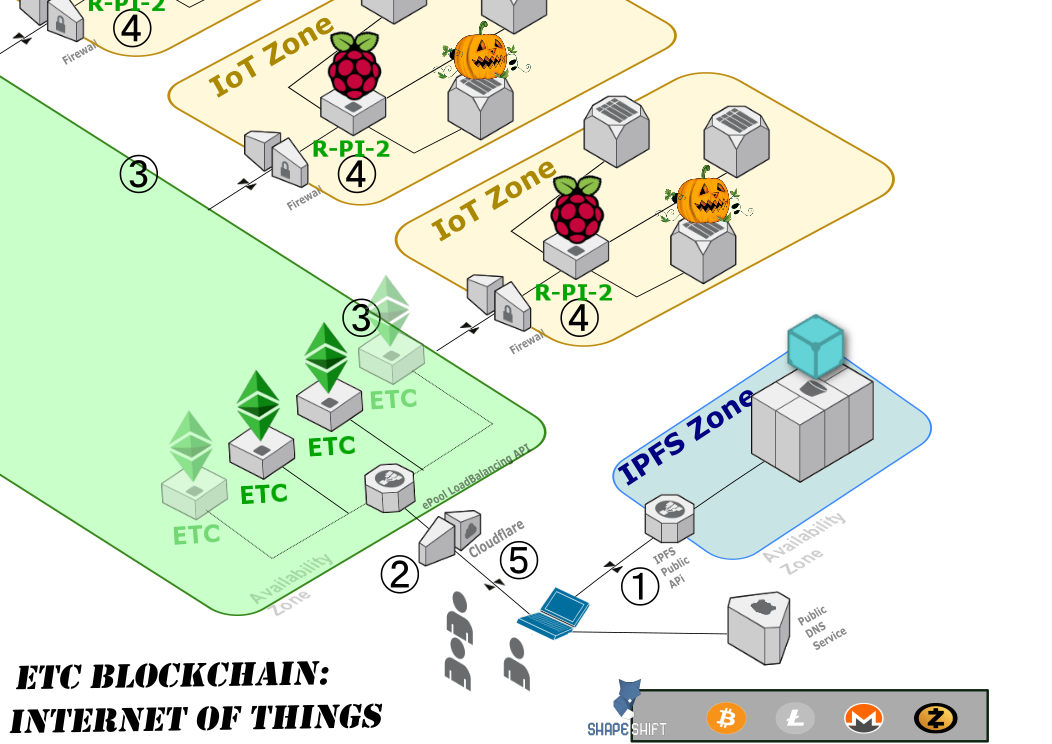 R-PI-2
④
Firewall
IoT Zone
R-PI-2
③
④
Firewall
IoT Zone
R-PI-2
③
④
Firewall
ETC
ETC
ETC
ETC
ePool LoadBalancing API
Availability
Zone
Cloudflare
②
⑤
IPFS Zone
IPFS
Public
APi
①
Availability
Zone
Public
DNS
Service
ETC BLOCKCHAIN:
INTERNET OF THINGS
SHAPESHIFT